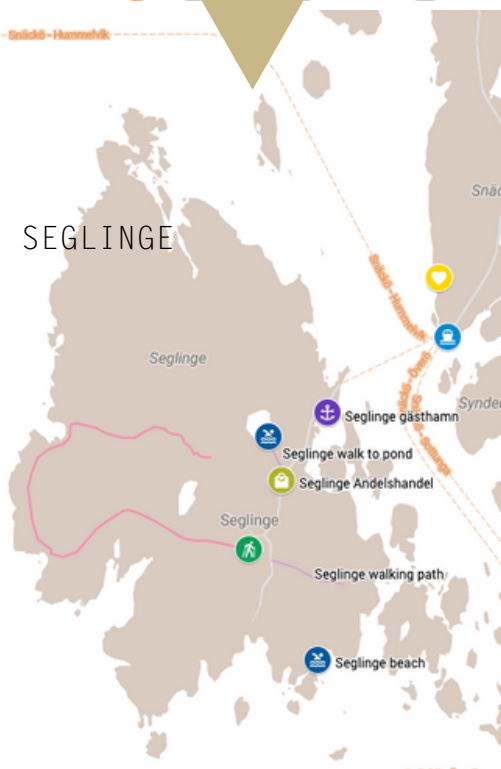 Snäckö - Hummelvik
SEGLINGE
Snäckö - Hummelvik
Seglinge
Seglinge gästhamn
Seglinge walk to pond
Seglinge Andelshandel
Seglinge
Seglinge walking path
Seglinge beach